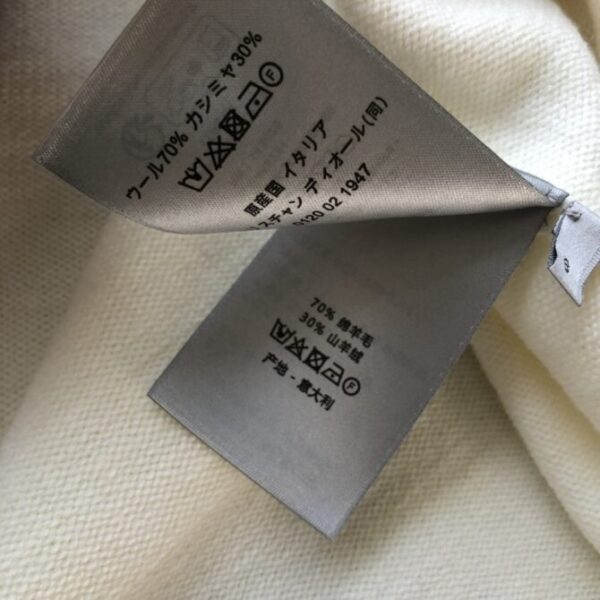 ウール70% カシミヤ30%
原産国 イタリア
スチャン ディオール(同)
0120 02 1947
70% 绵羊毛
30% 山羊绒
产地 - 意大利